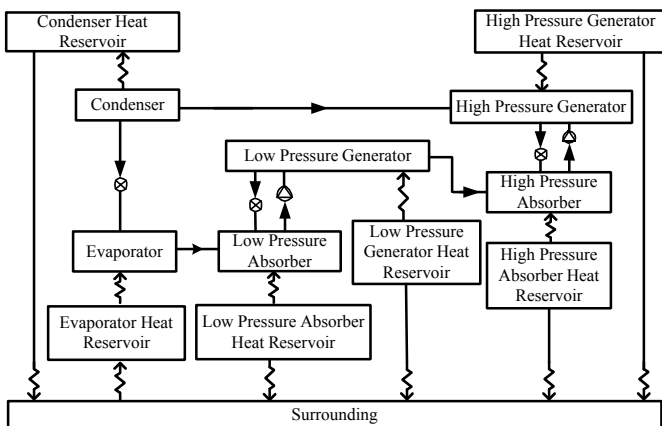 Condenser Heat
Reservoir
High Pressure Generator
Heat Reservoir
Condenser
High Pressure Generator
Low Pressure Generator
High Pressure
Absorber
Evaporator
Low Pressure
Absorber
Low Pressure
Generator Heat
Reservoir
High Pressure
Absorber Heat
Reservoir
Evaporator Heat
Reservoir
Low Pressure Absorber
Heat Reservoir
Surrounding